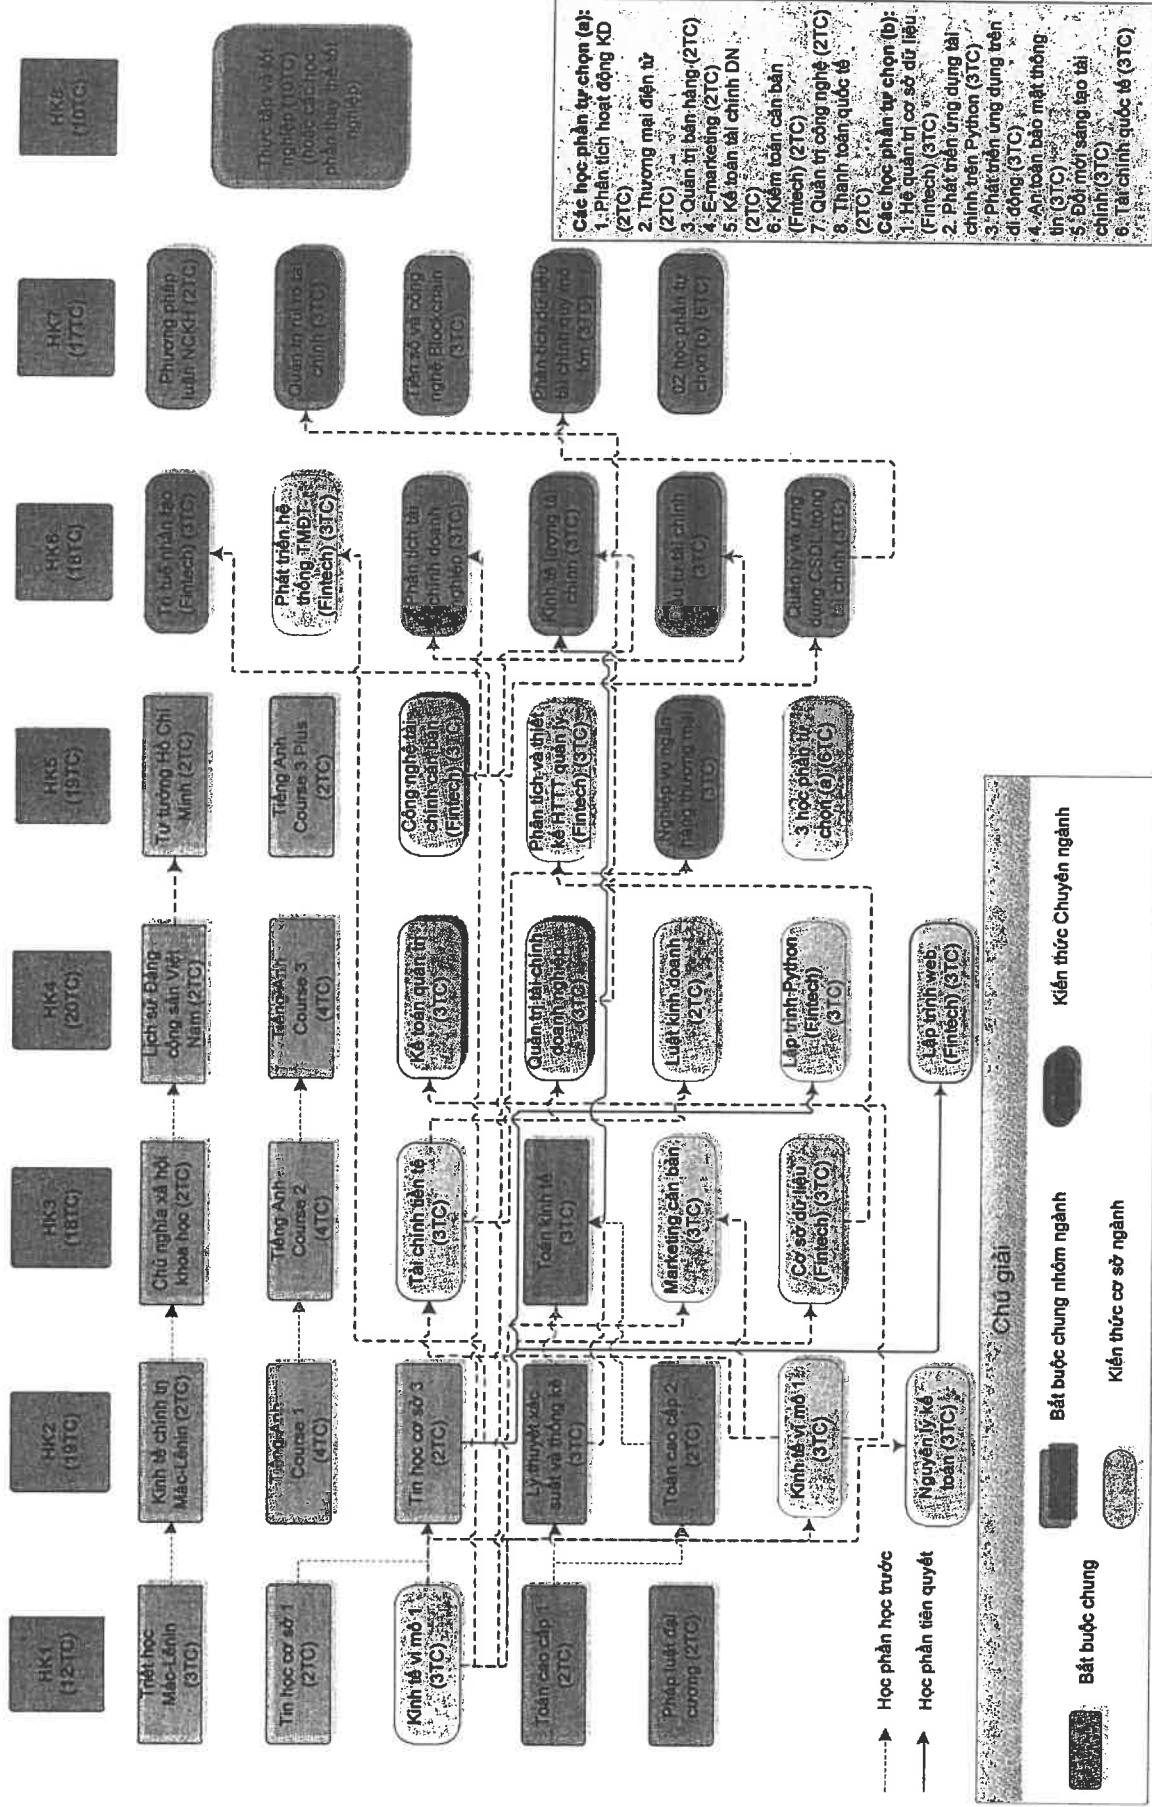 HK1
(12 TC)
HK2
(19TC)
HK3
(18TC)
HK4
(20TC)
HK5
(19TC)
HK6
(18TC)
HK7
(17TC)
HK8
(10TC)
Triết học
Mác-Lênin
(3TC)
Kinh tế chính trị
Mác-Lênin (2TC)
Chủ nghĩa xã hội
khoa học (2TC)
Lịch sử Đảng
cộng sản Việt
Nam (2TC)
Tư tưởng Hồ Chí
Minh (2TC)
Trí tuệ nhân tạo
(Fintech) (3TC)
Phương pháp
luận NCKH (2TC)
Thực tập và tốt
nghiệp (10TC)
Tin học cơ sở 1
(2TC)
Tiếng Anh
Course 1
(4TC)
Tiếng Anh
Course 2
(4TC)
Tiếng Anh
Course 3
(4TC)
Tiếng Anh
Course 3 Plus
(2TC)
Phát triển hệ
thống TMĐT
(Fintech) (3TC)
Quản trị rủi ro tài
chính (3TC)
Kinh tế vi mô 1
(3TC)
Tin học cơ sở 3
(2TC)
Tài chính tiền tệ
(3TC)
Kế toán quản trị
(3TC)
Công nghệ tài
chính căn bản
(Fintech) (3TC)
Phân tích tài
chính doanh
nghiệp (3TC)
Tiền số và công
nghệ Blockchain
(3TC)
Toán cao cấp 1
(2TC)
Lý thuyết xác
suất và thống kê
(3TC)
Toán kinh tế
(3TC)
Quản trị tài chính
doanh nghiệp
(3TC)
Phân tích và thiết
kế HTTT quản lý
(Fintech) (3TC)
Kinh tế lượng tài
chính (3TC)
Phân tích dữ liệu
tài chính quy mô
lớn (3TC)
Pháp luật đại
cương (2TC)
Toán cao cấp 2
(2TC)
Marketing căn bản
(3TC)
Luật kinh doanh
(2TC)
Nghiệp vụ ngân
hàng thương mại
(3TC)
Đầu tư tài chính
(3TC)
02 học phần tự
chọn (b) (6TC)
Kinh tế vĩ mô 1
(3TC)
Cơ sở dữ liệu
(Fintech) (3TC)
Lập trình Python
(Fintech)
(3TC)
3 học phần tự
chọn (a) (6TC)
Quản lý và ứng
dụng CSDL trong
tài chính (3TC)
Nguyên lý kế
toán (3TC)
Lập trình web
(Fintech) (3TC)
Các học phần tự chọn (a):
1. Phân tích hoạt động KD
(2TC)
2. Thương mại điện tử
(2TC)
3. Quản trị bán hàng (2TC)
4. E-marketing (2TC)
5. Kế toán tài chính DN
(2TC)
6. Kiểm toán căn bản
(Fintech) (2TC)
7. Quản trị công nghệ (2TC)
8. Thanh toán quốc tế
(2TC)
Các học phần tự chọn (b):
1. Hệ quản trị cơ sở dữ liệu
(Fintech) (3TC)
2. Phát triển ứng dụng tài
chính trên Python (3TC)
3. Phát triển ứng dụng trên
di động (3TC)
4. An toàn bảo mật thông
tin (3TC)
5. Đổi mới sáng tạo tài
chính (3TC)
6. Tài chính quốc tế (3TC)
Học phần học trước
Học phần tiên quyết
Chú giải
Bắt buộc chung
Bắt buộc chung nhóm ngành
Kiến thức Chuyên ngành
Kiến thức cơ sở ngành